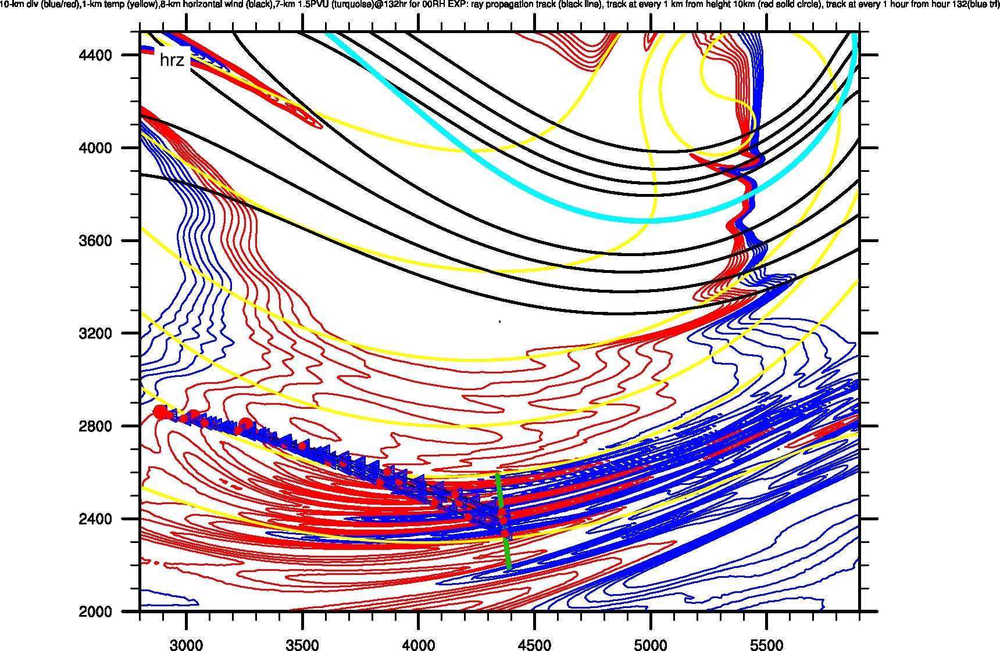 10-km div (blue/red),1-km temp (yellow),8-km horizontal wind (black),7-km 1.5PVU (turquoise)@132hr for 00RH EXP: ray propagation track (black line), track at every 1 km from height 10km (red solid circle), track at every 1 hour from hour 132(blue tri)
hrz
4400
4000
3600
3200
2800
2400
2000
3000 3500 4000 4500 5000 5500